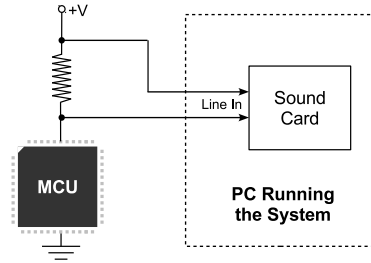 +V
Line In
Sound
Card
MCU
PC Running
the System